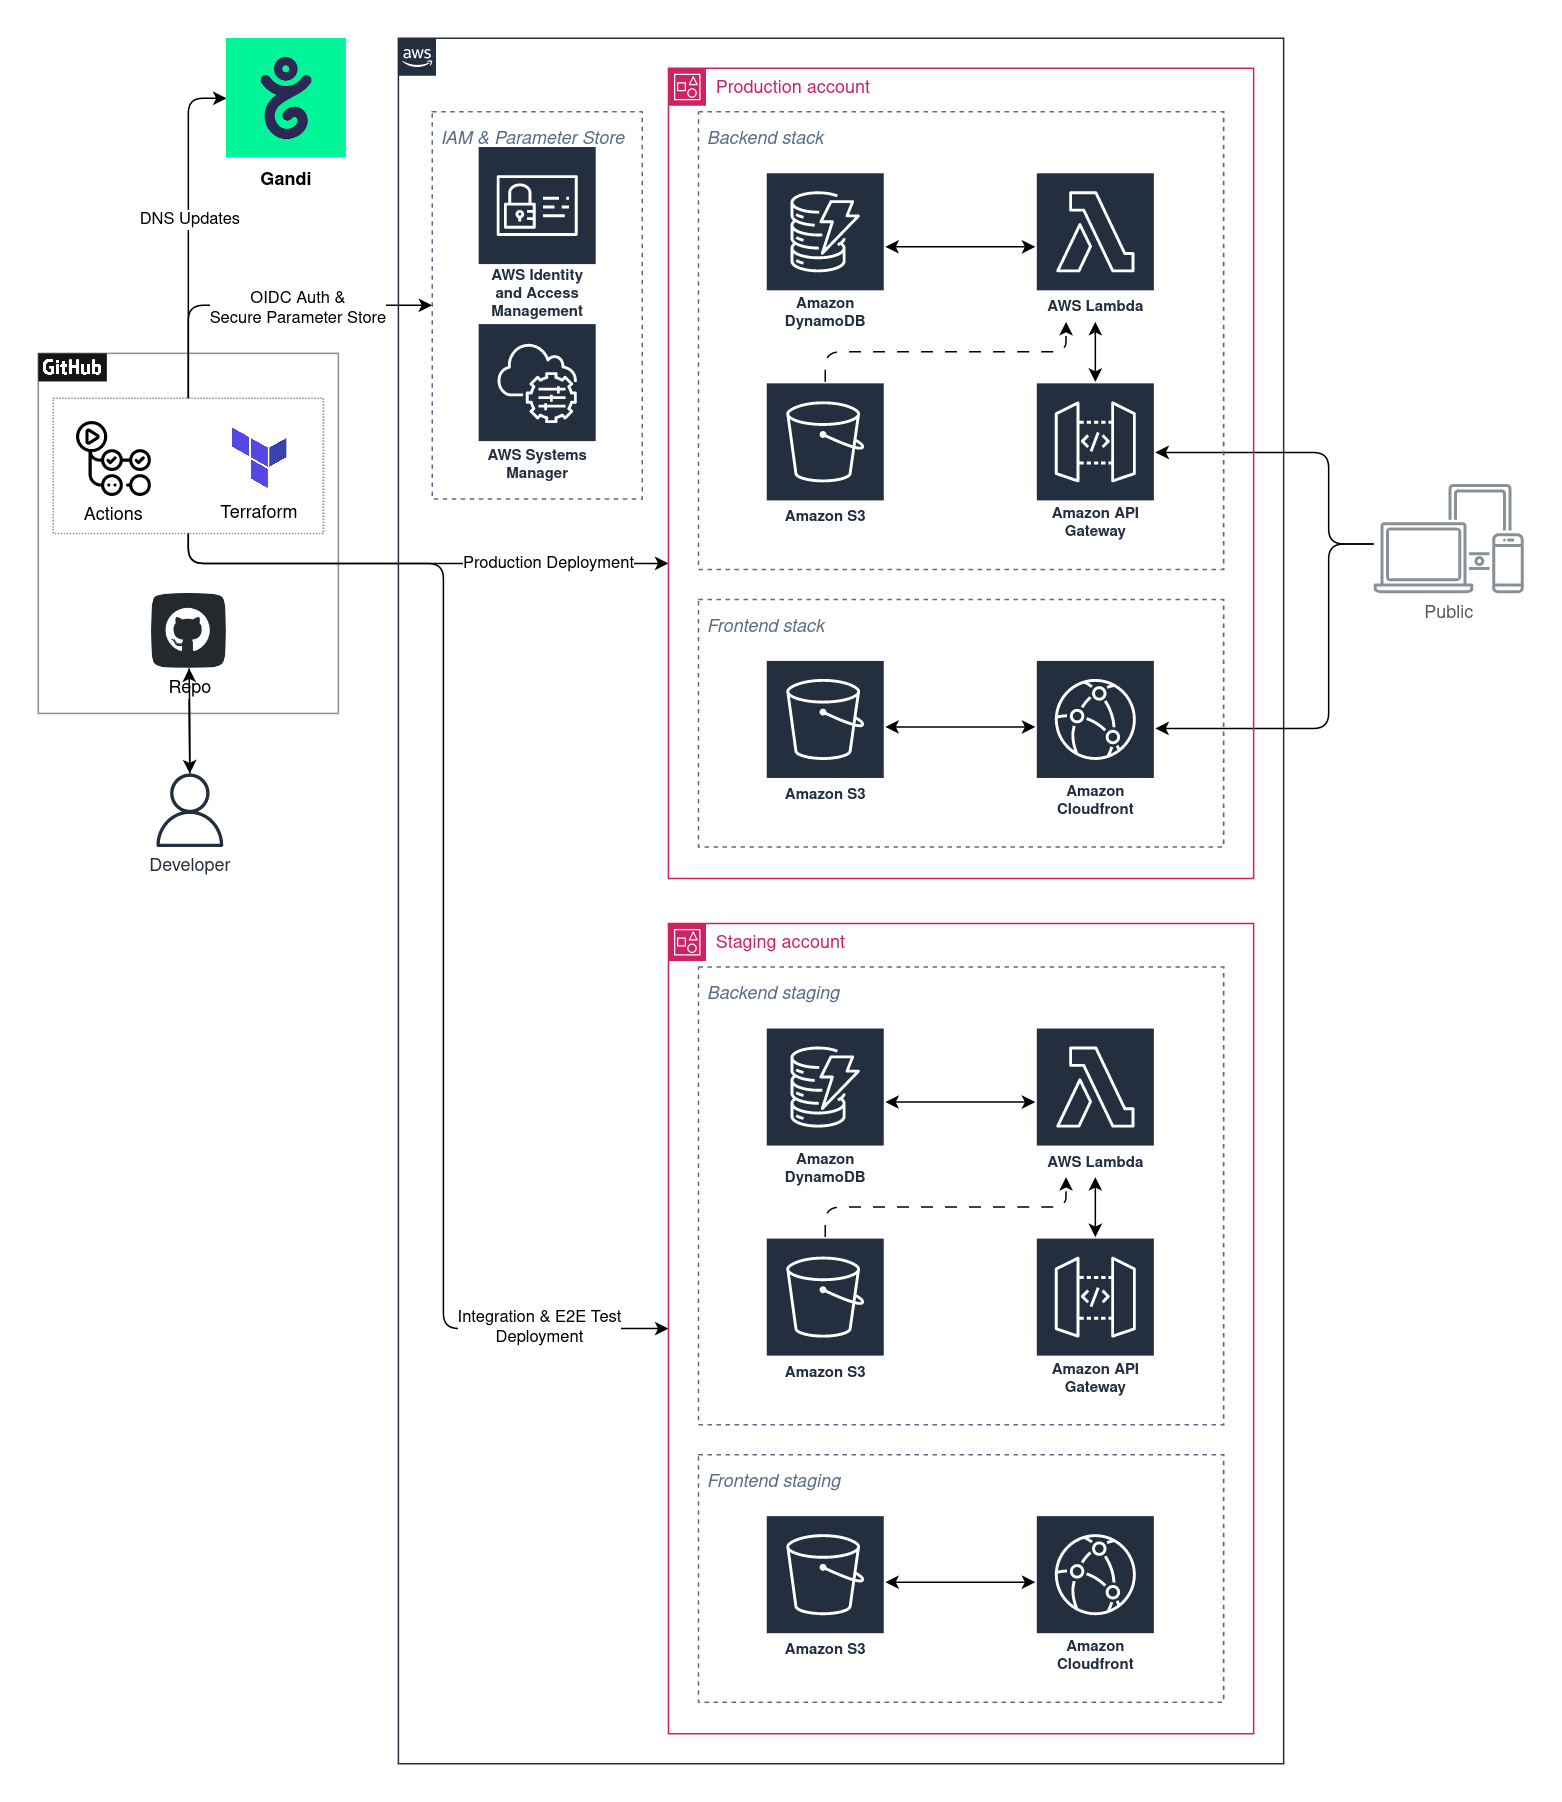 Gandi
DNS Updates
OIDC Auth &
Secure Parameter Store
GitHub
Actions
Terraform
Repo
Developer
aws
IAM & Parameter Store
AWS Identity
and Access
Management
AWS Systems
Manager
Production Deployment
Integration & E2E Test
Deployment
Production account
Backend stack
Amazon
DynamoDB
AWS Lambda
Amazon S3
</>
Amazon API
Gateway
Frontend stack
Amazon S3
Amazon
Cloudfront
Public
Staging account
Backend staging
Amazon
DynamoDB
AWS Lambda
Amazon S3
</>
Amazon API
Gateway
Frontend staging
Amazon S3
Amazon
Cloudfront